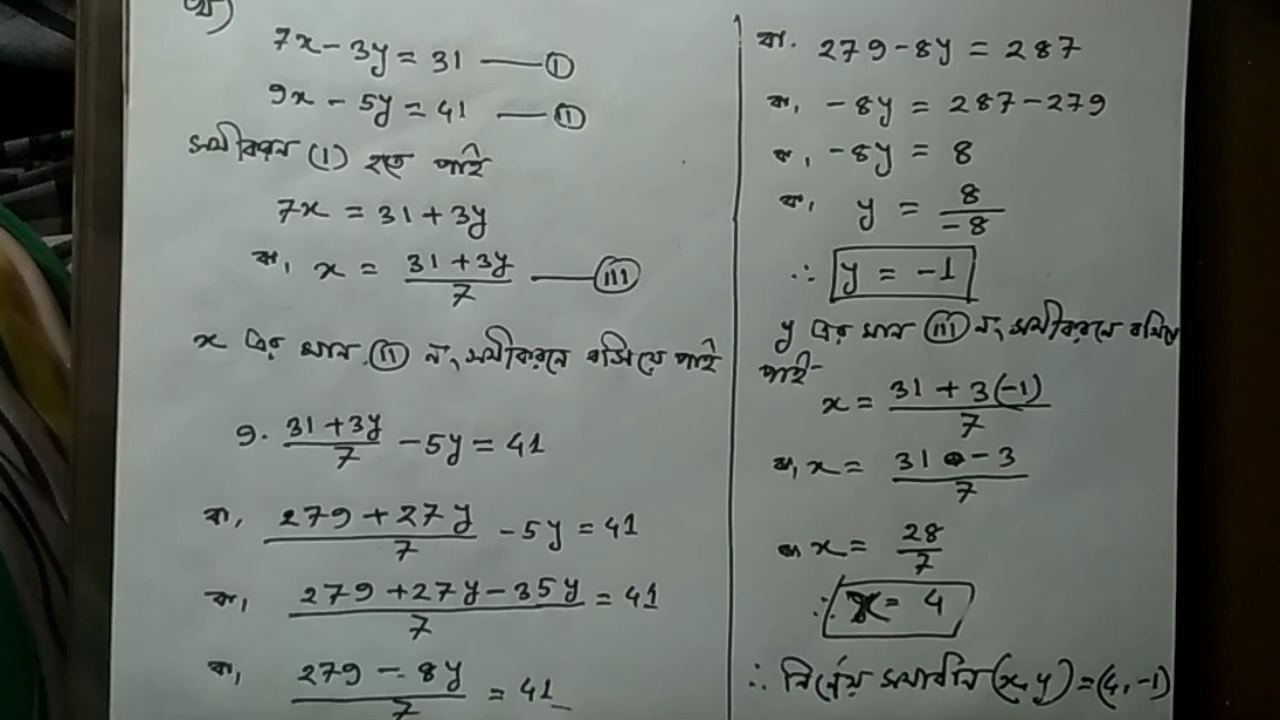 খ)
7x - 3y = 31 —— (I)
9x - 5y = 41 —— (II)
সমীকরন (I) হতে পাই
7x = 31 + 3y
বা, x = (31 + 3y)/7 —— (III)
x এর মান (II) নং সমীকরনে বসিয়ে পাই
9. (31 + 3y)/7 - 5y = 41
বা, (279 + 27y)/7 - 5y = 41
বা, (279 + 27y - 35y)/7 = 41
বা, (279 - 8y)/7 = 41
বা. 279 - 8y = 287
বা, -8y = 287 - 279
বা, -8y = 8
বা, y = 8/-8
∴ y = -1
y এর মান (III) নং সমীকরনে বসিয়ে
পাই-
x = (31 + 3(-1))/7
বা, x = (31 - 3)/7
বা x = 28/7
∴ x = 4
∴ নির্ণেয় সমাধান (x, y) = (4, -1)